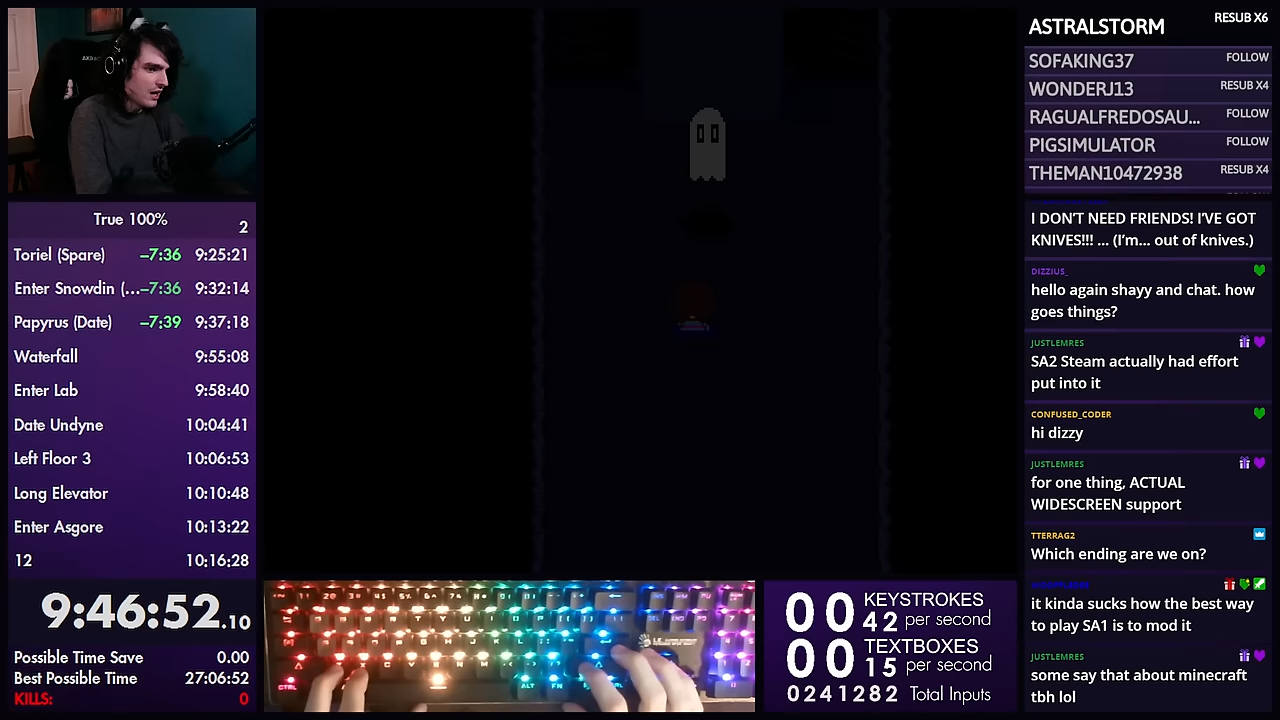 True 100%
2
Toriel (Spare) –7:36 9:25:21
Enter Snowdin (... –7:36 9:32:14
Papyrus (Date) –7:39 9:37:18
Waterfall 9:55:08
Enter Lab 9:58:40
Date Undyne 10:04:41
Left Floor 3 10:06:53
Long Elevator 10:10:48
Enter Asgore 10:13:22
12 10:16:28
9:46:52.10
Possible Time Save 0.00
Best Possible Time 27:06:52
KILLS: 0
00 42 KEYSTROKES per second
00 15 TEXTBOXES per second
0241282 Total Inputs
ASTRALSTORM RESUB X6
SOFAKING37 FOLLOW
WONDERJ13 RESUB X4
RAGUALFREDOSAU... FOLLOW
PIGSIMULATOR FOLLOW
THEMAN10472938 RESUB X4
I DON'T NEED FRIENDS! I'VE GOT
KNIVES!!! ... (I'm... out of knives.)
DIZZIUS_
hello again shayy and chat. how
goes things?
JUSTLEMRES
SA2 Steam actually had effort
put into it
CONFUSED_CODER
hi dizzy
JUSTLEMRES
for one thing, ACTUAL
WIDESCREEN support
TTERRAG2
Which ending are we on?
it kinda sucks how the best way
to play SA1 is to mod it
JUSTLEMRES
some say that about minecraft
tbh lol